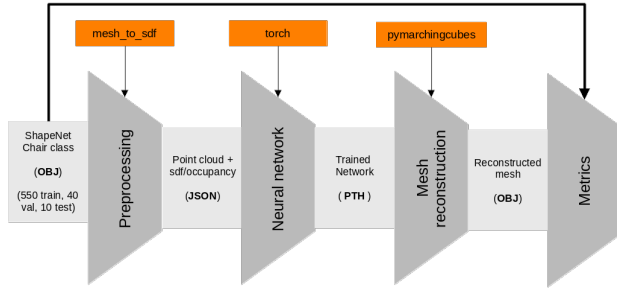 mesh_to_sdf
torch
pymarchingcubes
ShapeNet
Chair class
(OBJ)
(550 train, 40
val, 10 test)
Preprocessing
Point cloud +
sdf/occupancy
(JSON)
Neural network
Trained
Network
( PTH )
Mesh
reconstruction
Reconstructed
mesh
(OBJ)
Metrics